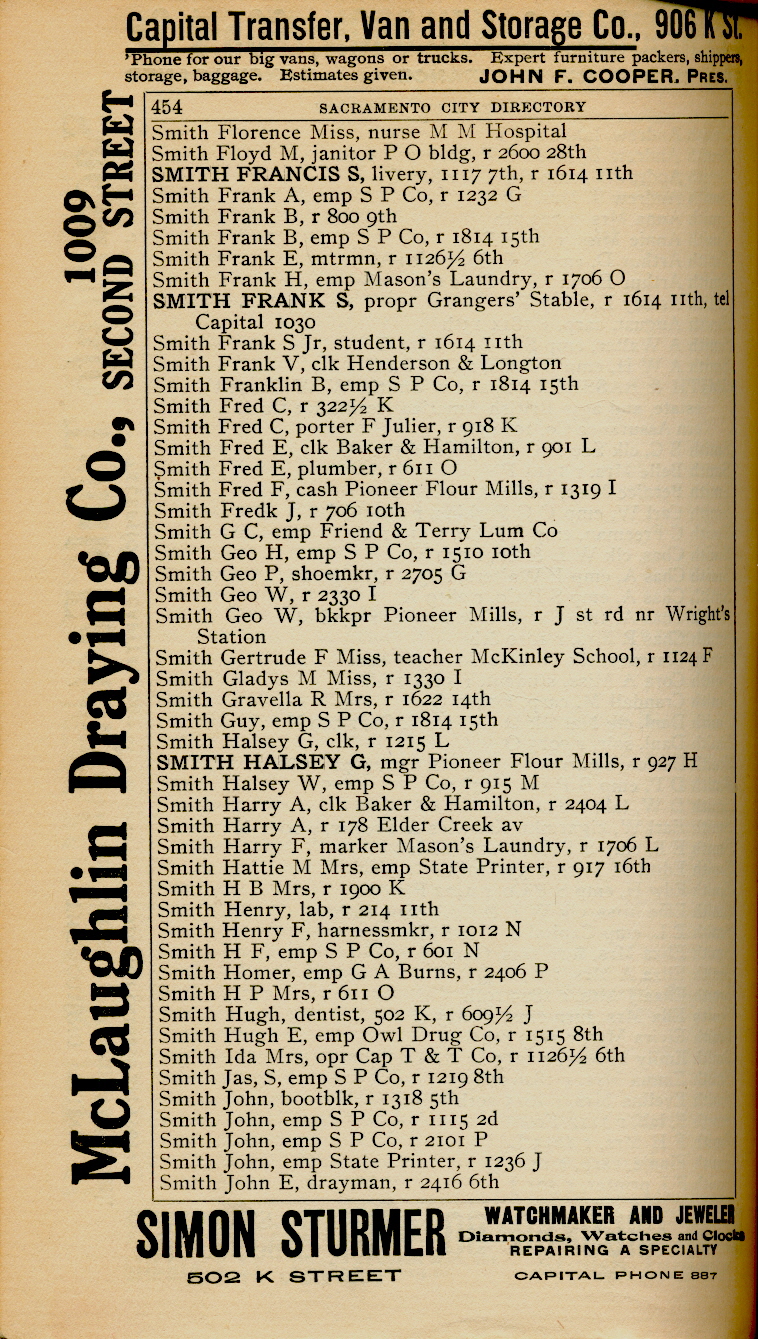 Capital Transfer, Van and Storage Co., 906 K St.
'Phone for our big vans, wagons or trucks. Expert furniture packers, shippers,
storage, baggage. Estimates given. JOHN F. COOPER, PRES.
McLaughlin Draying Co., 1009 SECOND STREET
454 SACRAMENTO CITY DIRECTORY
Smith Florence Miss, nurse M M Hospital
Smith Floyd M, janitor P O bldg, r 2600 28th
SMITH FRANCIS S, livery, 1117 7th, r 1614 11th
Smith Frank A, emp S P Co, r 1232 G
Smith Frank B, r 800 9th
Smith Frank B, emp S P Co, r 1814 15th
Smith Frank E, mtrmn, r 1126½ 6th
Smith Frank H, emp Mason's Laundry, r 1706 O
SMITH FRANK S, propr Grangers' Stable, r 1614 11th, tel
Capital 1030
Smith Frank S Jr, student, r 1614 11th
Smith Frank V, clk Henderson & Longton
Smith Franklin B, emp S P Co, r 1814 15th
Smith Fred C, r 322½ K
Smith Fred C, porter F Julier, r 918 K
Smith Fred E, clk Baker & Hamilton, r 901 L
Smith Fred E, plumber, r 611 O
Smith Fred F, cash Pioneer Flour Mills, r 1319 I
Smith Fredk J, r 706 10th
Smith G C, emp Friend & Terry Lum Co
Smith Geo H, emp S P Co, r 1510 10th
Smith Geo P, shoemkr, r 2705 G
Smith Geo W, r 2330 I
Smith Geo W, bkkpr Pioneer Mills, r J st rd nr Wright's
Station
Smith Gertrude F Miss, teacher McKinley School, r 1124 F
Smith Gladys M Miss, r 1330 I
Smith Gravella R Mrs, r 1622 14th
Smith Guy, emp S P Co, r 1814 15th
Smith Halsey G, clk, r 1215 L
SMITH HALSEY G, mgr Pioneer Flour Mills, r 927 H
Smith Halsey W, emp S P Co, r 915 M
Smith Harry A, clk Baker & Hamilton, r 2404 L
Smith Harry A, r 178 Elder Creek av
Smith Harry F, marker Mason's Laundry, r 1706 L
Smith Hattie M Mrs, emp State Printer, r 917 16th
Smith H B Mrs, r 1900 K
Smith Henry, lab, r 214 11th
Smith Henry F, harnessmkr, r 1012 N
Smith H F, emp S P Co, r 601 N
Smith Homer, emp G A Burns, r 2406 P
Smith H P Mrs, r 611 O
Smith Hugh, dentist, 502 K, r 609½ J
Smith Hugh E, emp Owl Drug Co, r 1515 8th
Smith Ida Mrs, opr Cap T & T Co, r 1126½ 6th
Smith Jas, S, emp S P Co, r 1219 8th
Smith John, bootblk, r 1318 5th
Smith John, emp S P Co, r 1115 2d
Smith John, emp S P Co, r 2101 P
Smith John, emp State Printer, r 1236 J
Smith John E, drayman, r 2416 6th
SIMON STURMER
502 K STREET
WATCHMAKER AND JEWELER
Diamonds, Watches and Clocks
REPAIRING A SPECIALTY
CAPITAL PHONE 887